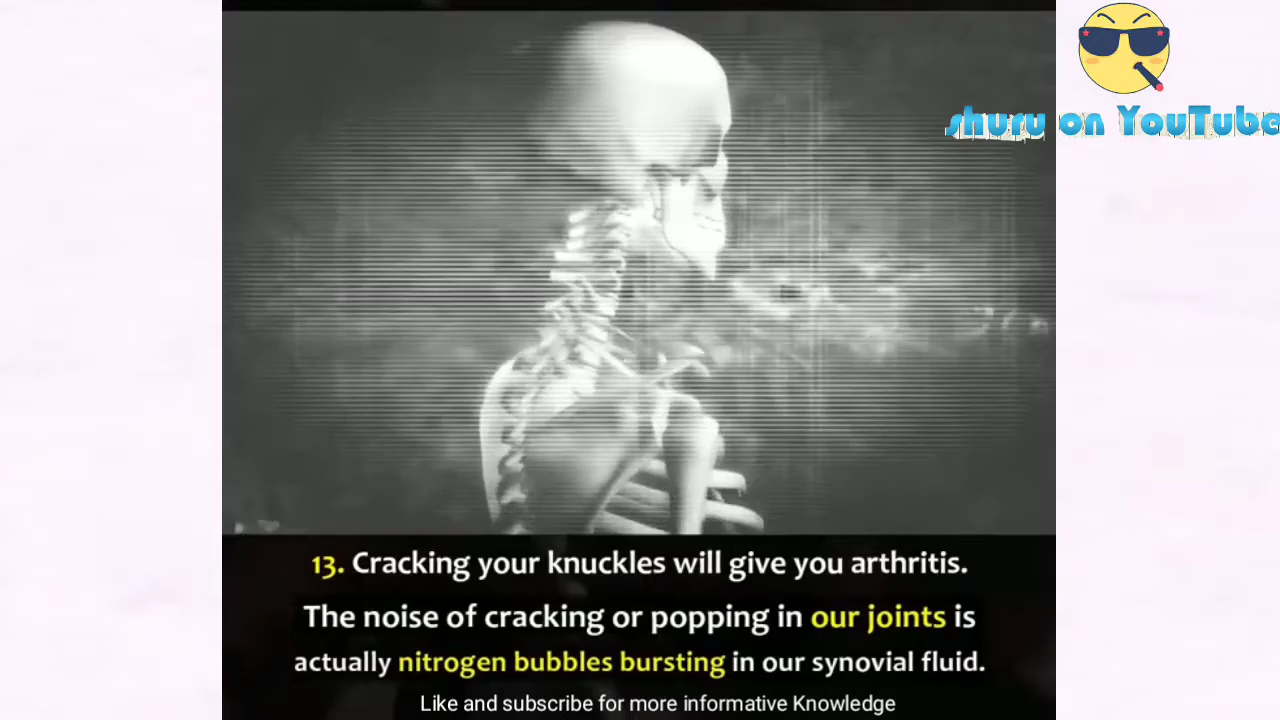 shuru on YouTube
13. Cracking your knuckles will give you arthritis.
The noise of cracking or popping in our joints is
actually nitrogen bubbles bursting in our synovial fluid.
Like and subscribe for more informative Knowledge